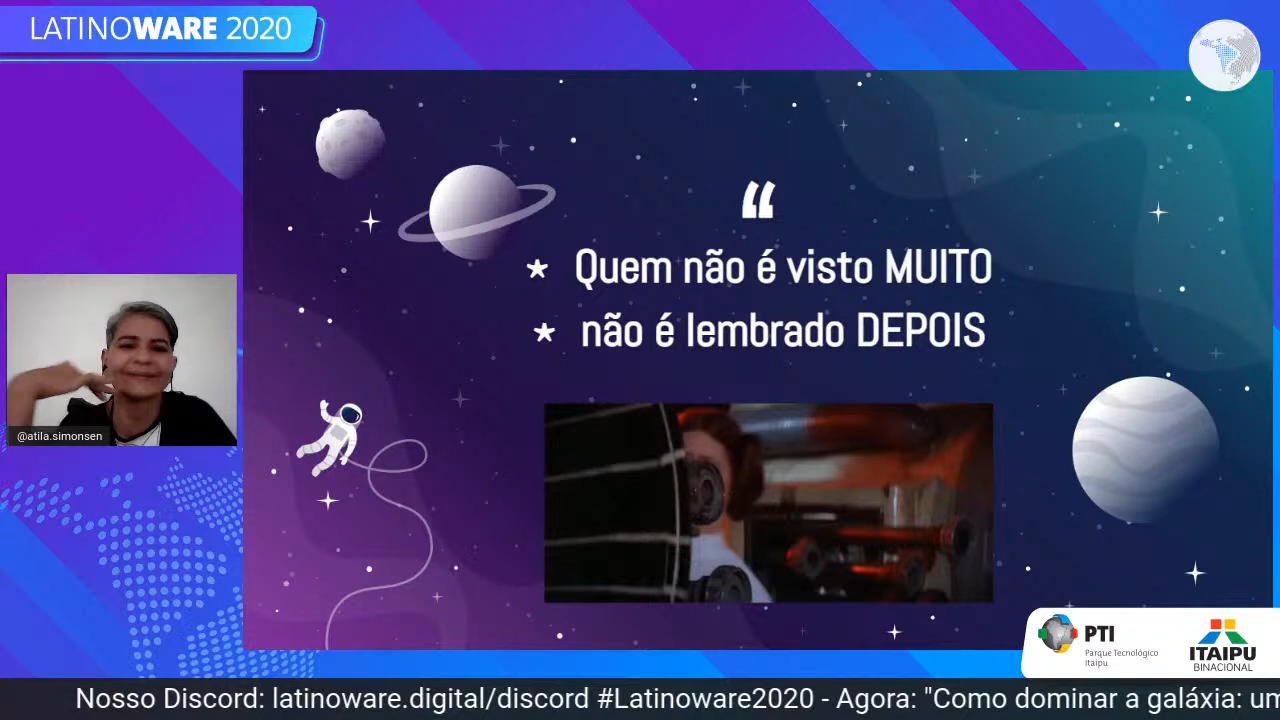 LATINOWARE 2020
“
* Quem não é visto MUITO
* não é lembrado DEPOIS
@atila.simonsen
PTI
Parque Tecnológico
Itaipu
ITAIPU
BINACIONAL
Nosso Discord: latinoware.digital/discord #Latinoware2020 - Agora: "Como dominar a galáxia: um